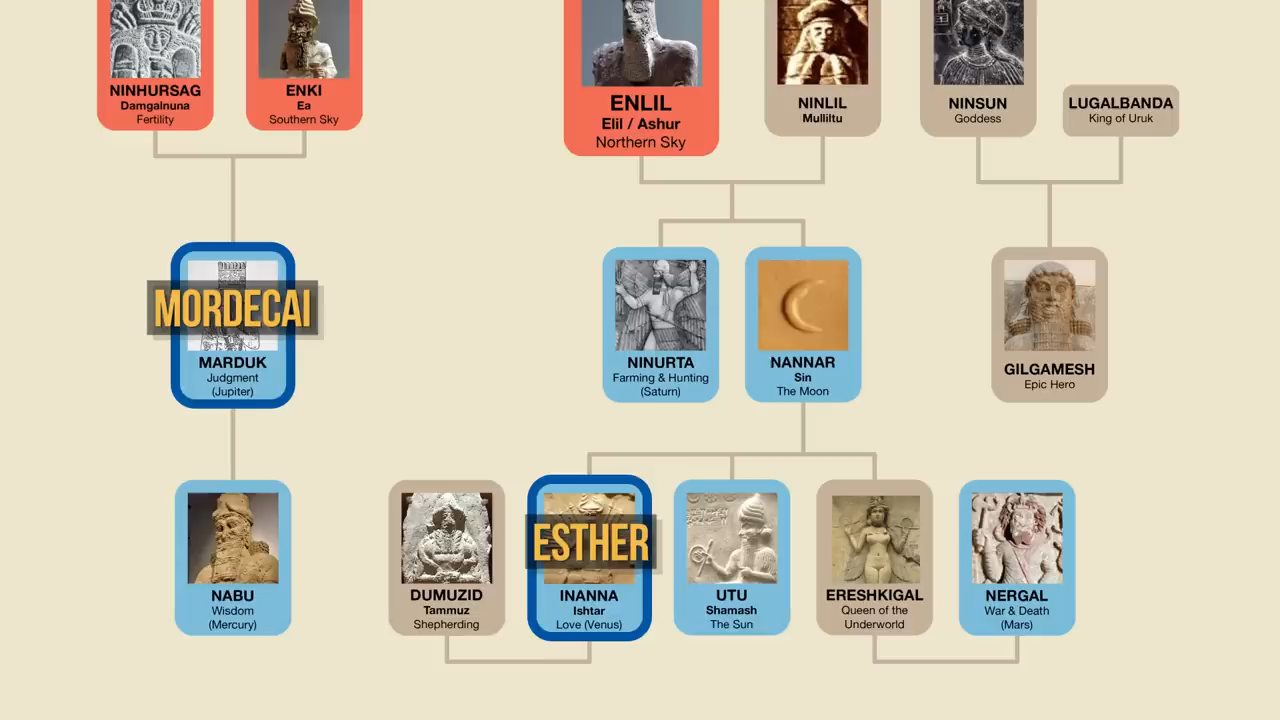 NINHURSAG
Damgalnuna
Fertility
ENKI
Ea
Southern Sky
ENLIL
Elil / Ashur
Northern Sky
NINLIL
Mulliltu
NINSUN
Goddess
LUGALBANDA
King of Uruk
MORDECAI
MARDUK
Judgment
(Jupiter)
NINURTA
Farming & Hunting
(Saturn)
NANNAR
Sin
The Moon
GILGAMESH
Epic Hero
NABU
Wisdom
(Mercury)
DUMUZID
Tammuz
Shepherding
ESTHER
INANNA
Ishtar
Love (Venus)
UTU
Shamash
The Sun
ERESHKIGAL
Queen of the
Underworld
NERGAL
War & Death
(Mars)